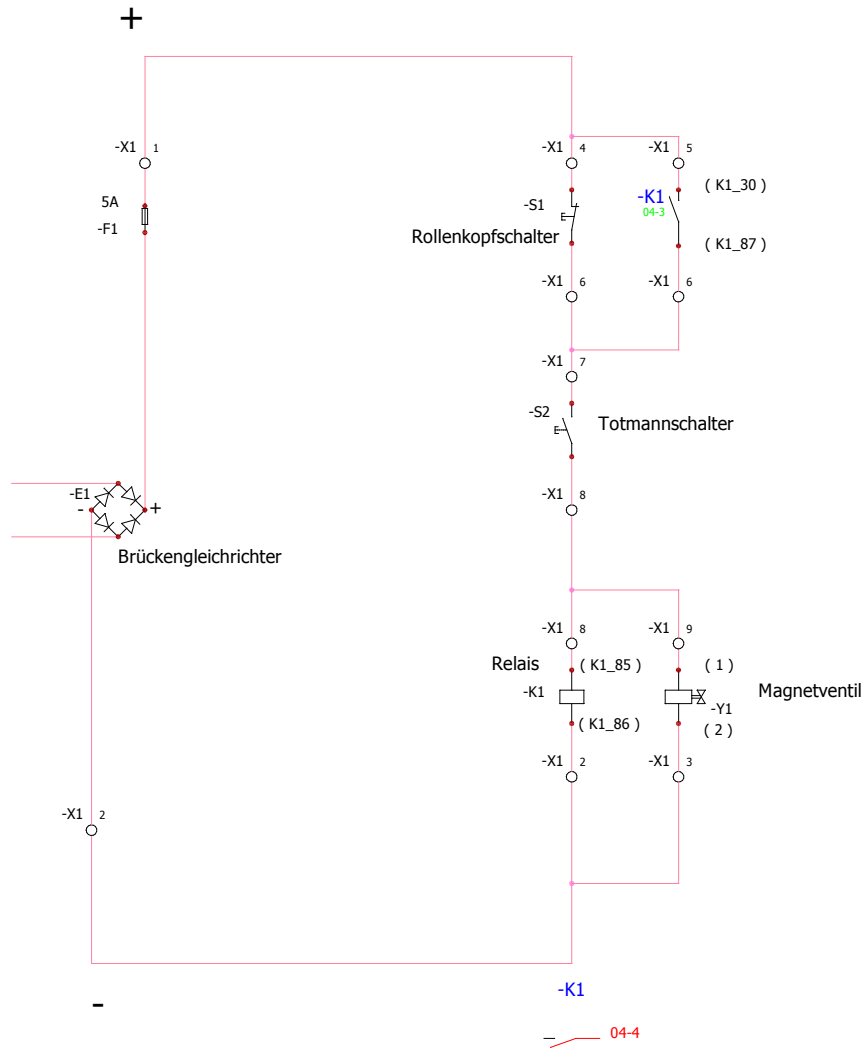 +
-X1 1
-X1 4
-X1 5
5A
-F1
-S1
Rollenkopfschalter
-K1
04-3
( K1_30 )
( K1_87 )
-X1 6
-X1 6
-X1 7
-S2
Totmannschalter
-X1 8
-E1
- +
Brückengleichrichter
-X1 8
-X1 9
Relais
( K1_85 )
( 1 )
-K1
-Y1
Magnetventil
( K1_86 )
( 2 )
-X1 2
-X1 3
-X1 2
-
-K1
04-4